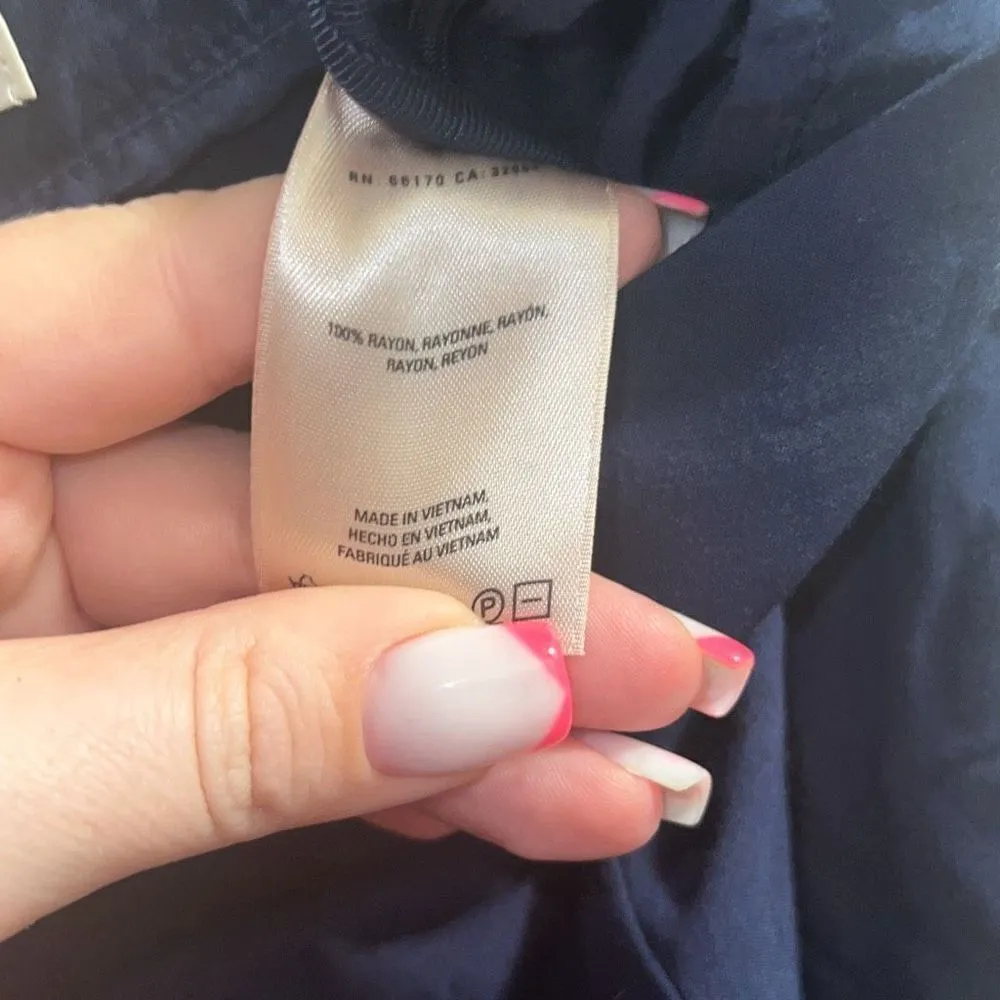 RN. 66170 CA:
100% RAYON, RAYONNE, RAYÓN,
RAYON, REYON
MADE IN VIETNAM,
HECHO EN VIETNAM,
FABRIQUÉ AU VIETNAM
P